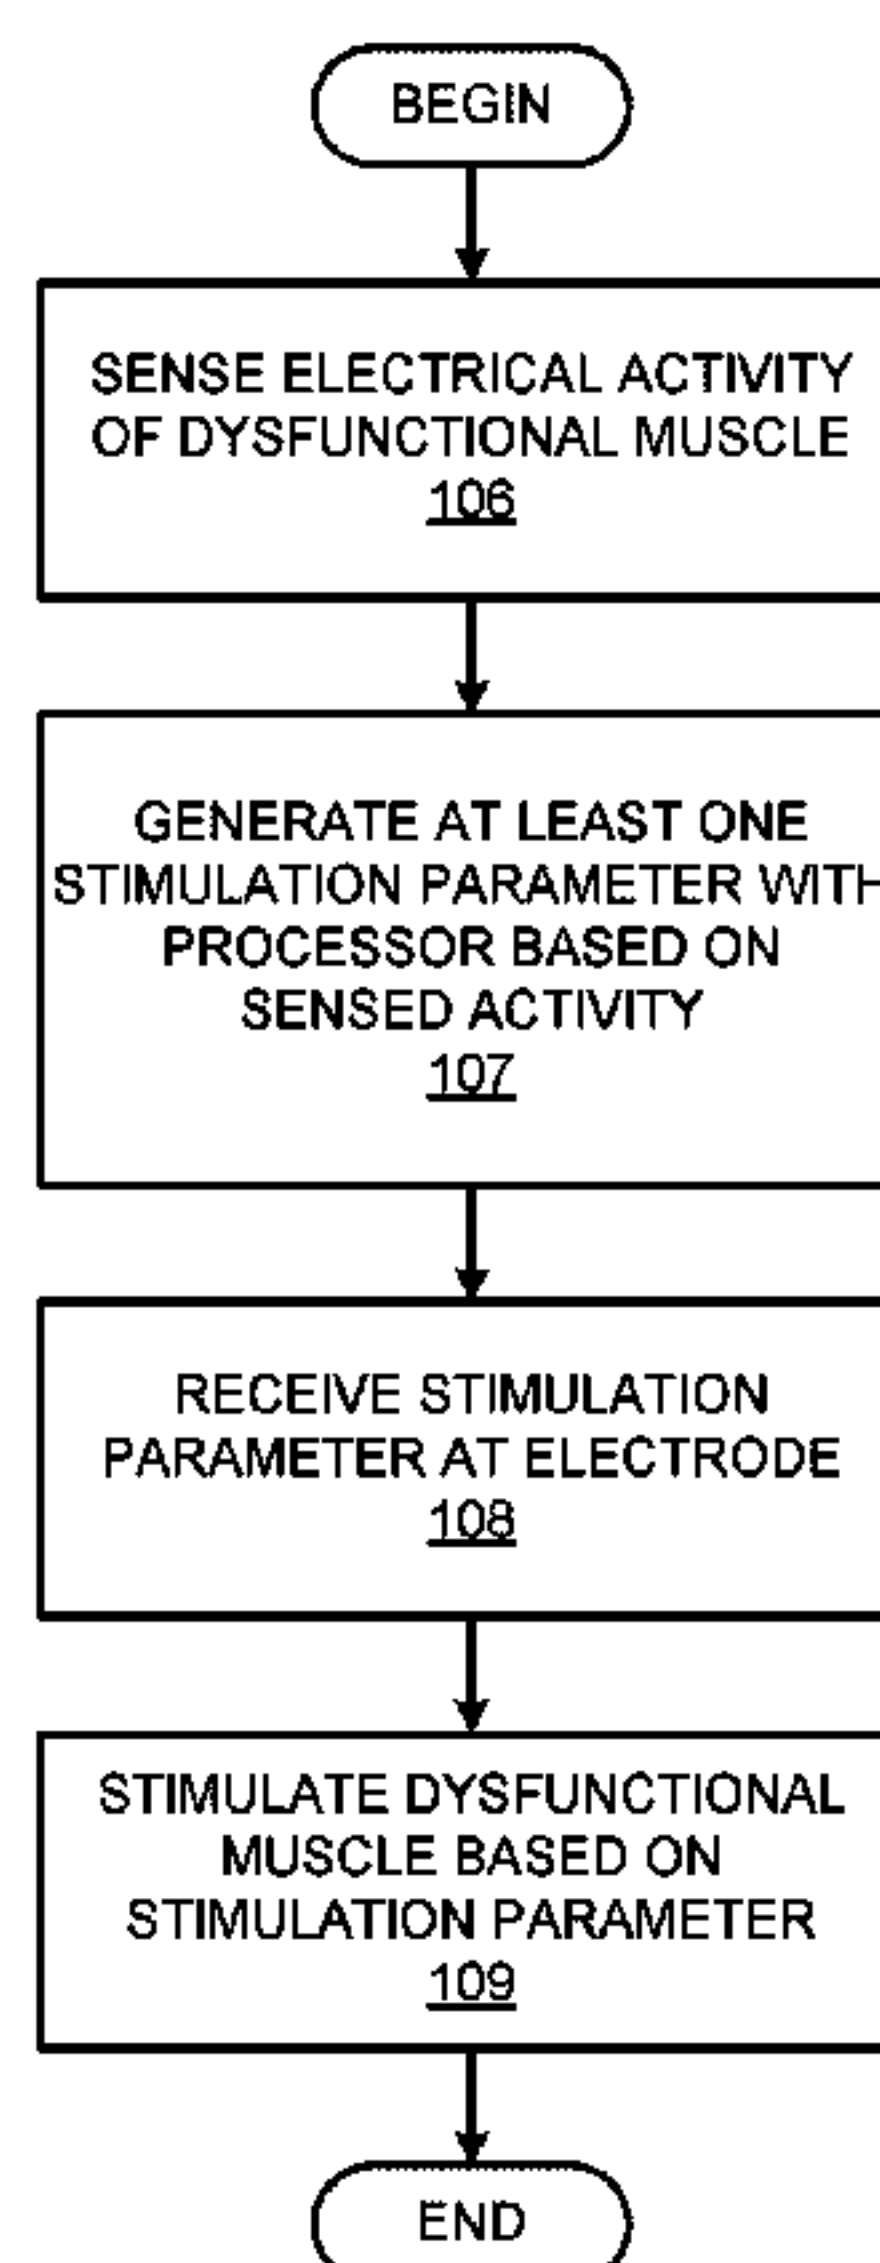 BEGIN
SENSE ELECTRICAL ACTIVITY
OF DYSFUNCTIONAL MUSCLE
106
GENERATE AT LEAST ONE
STIMULATION PARAMETER WITH
PROCESSOR BASED ON
SENSED ACTIVITY
107
RECEIVE STIMULATION
PARAMETER AT ELECTRODE
108
STIMULATE DYSFUNCTIONAL
MUSCLE BASED ON
STIMULATION PARAMETER
109
END